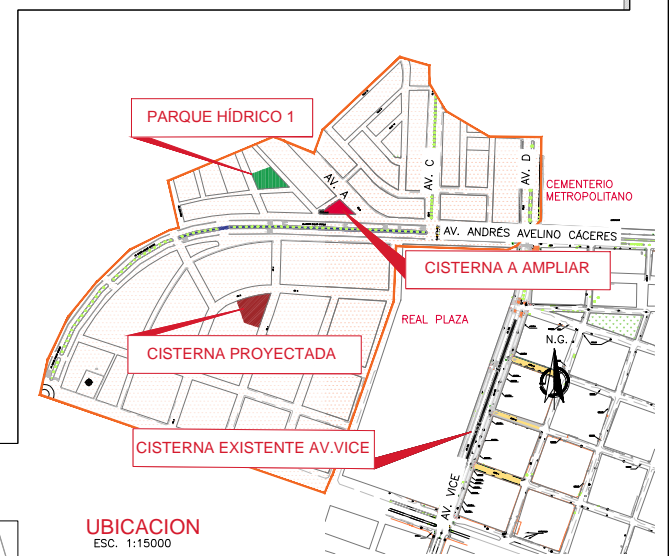 PARQUE HÍDRICO 1
AV. A
AV. C
AV. D
CEMENTERIO
METROPOLITANO
AV. ANDRÉS AVELINO CÁCERES
CISTERNA A AMPLIAR
REAL PLAZA
N.G.
CISTERNA PROYECTADA
CISTERNA EXISTENTE AV.VICE
AV. VICE
UBICACION
ESC. 1:15000